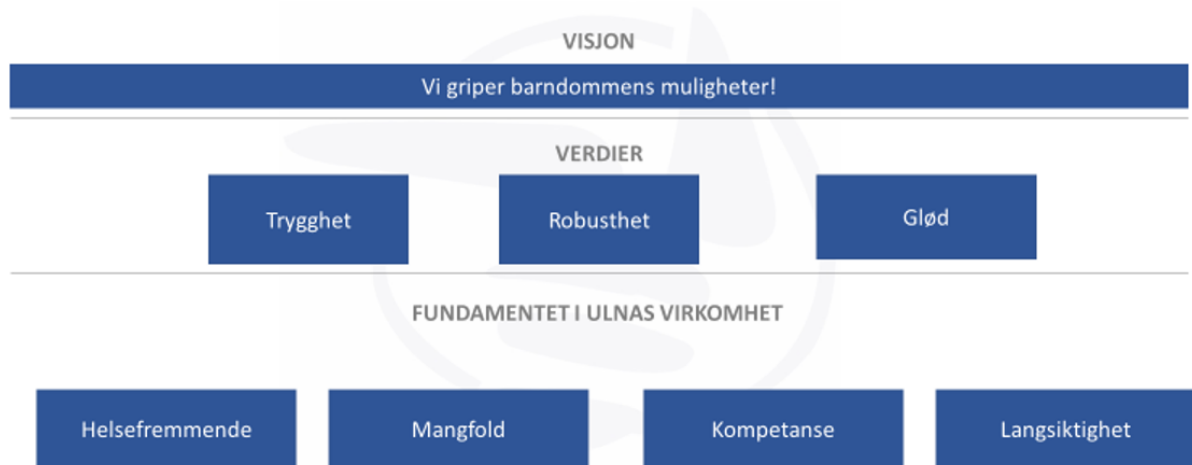 VISJON
Vi griper barndommens muligheter!
VERDIER
Trygghet
Robusthet
Glød
FUNDAMENTET I ULNAS VIRKOMHET
Helsefremmende
Mangfold
Kompetanse
Langsiktighet